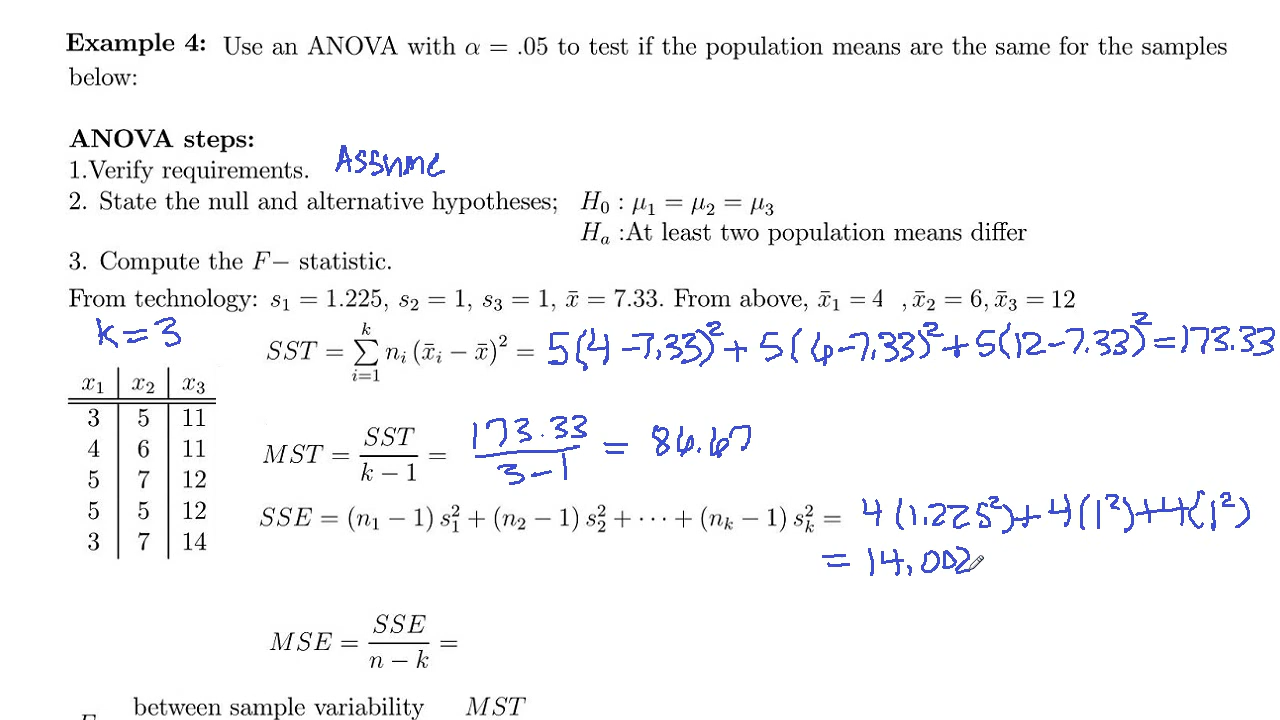 Example 4: Use an ANOVA with α = .05 to test if the population means are the same for the samples
below:
ANOVA steps:
1.Verify requirements. ASSUME
2. State the null and alternative hypotheses; H₀ : μ₁ = μ₂ = μ₃
Hₐ :At least two population means differ
3. Compute the F− statistic.
From technology: s₁ = 1.225, s₂ = 1, s₃ = 1, x̄ = 7.33. From above, x̄₁ = 4 , x̄₂ = 6, x̄₃ = 12
k = 3
SST = ∑ᵢ₌₁ᵏ nᵢ (x̄ᵢ − x̄)² = 5(4 − 7.33)² + 5(6 − 7.33)² + 5(12 − 7.33)² = 173.33
x₁ x₂ x₃
3 5 11
4 6 11
5 7 12
5 5 12
3 7 14
MST = SST / k − 1 = 173.33 / 3 − 1 = 86.67
SSE = (n₁ − 1) s₁² + (n₂ − 1) s₂² + ⋯ + (nₖ − 1) sₖ² = 4(1.225²) + 4(1²) + 4(1²)
= 14.002
MSE = SSE / n − k =
between sample variability MST